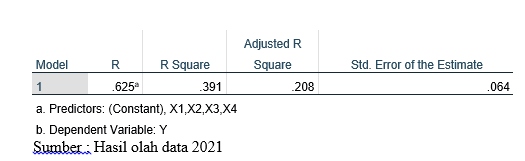 Adjusted R
Model R R Square Square Std. Error of the Estimate
1 .625ᵃ .391 .208 .064
a. Predictors: (Constant), X1,X2,X3,X4
b. Dependent Variable: Y
Sumber : Hasil olah data 2021